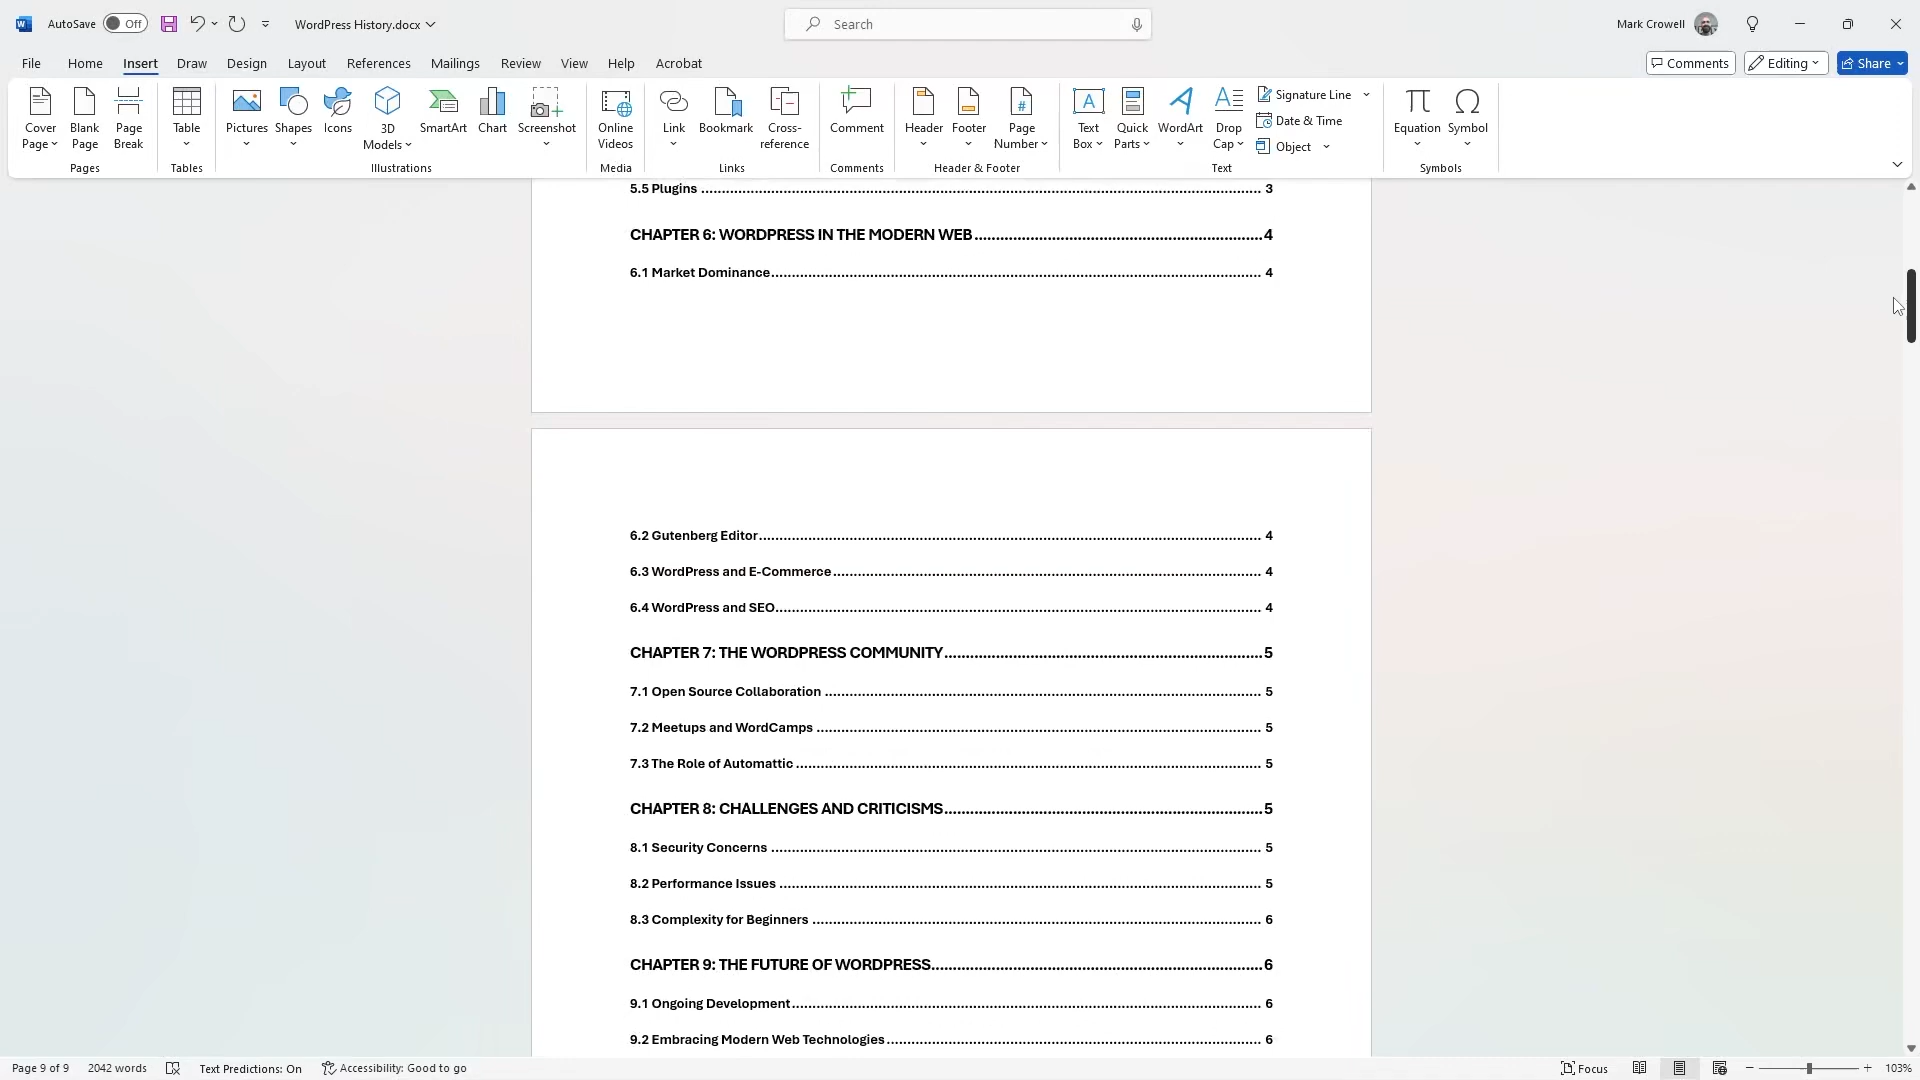 AutoSave Off WordPress History.docx Search Mark Crowell
File Home Insert Draw Design Layout References Mailings Review View Help Acrobat Comments Editing Share
Cover Page
Blank Page
Page Break
Pages
Table
Tables
Pictures
Shapes
Icons
3D Models
SmartArt
Chart
Screenshot
Illustrations
Online Videos
Media
Link
Bookmark
Cross-reference
Links
Comment
Comments
Header
Footer
Page Number
Header & Footer
Text Box
Quick Parts
WordArt
Drop Cap
Signature Line
Date & Time
Object
Text
Equation
Symbol
Symbols
5.5 Plugins 3
CHAPTER 6: WORDPRESS IN THE MODERN WEB 4
6.1 Market Dominance 4
6.2 Gutenberg Editor 4
6.3 WordPress and E-Commerce 4
6.4 WordPress and SEO 4
CHAPTER 7: THE WORDPRESS COMMUNITY 5
7.1 Open Source Collaboration 5
7.2 Meetups and WordCamps 5
7.3 The Role of Automattic 5
CHAPTER 8: CHALLENGES AND CRITICISMS 5
8.1 Security Concerns 5
8.2 Performance Issues 5
8.3 Complexity for Beginners 6
CHAPTER 9: THE FUTURE OF WORDPRESS 6
9.1 Ongoing Development 6
9.2 Embracing Modern Web Technologies 6
Page 9 of 9 2042 words Text Predictions: On Accessibility: Good to go Focus 103%